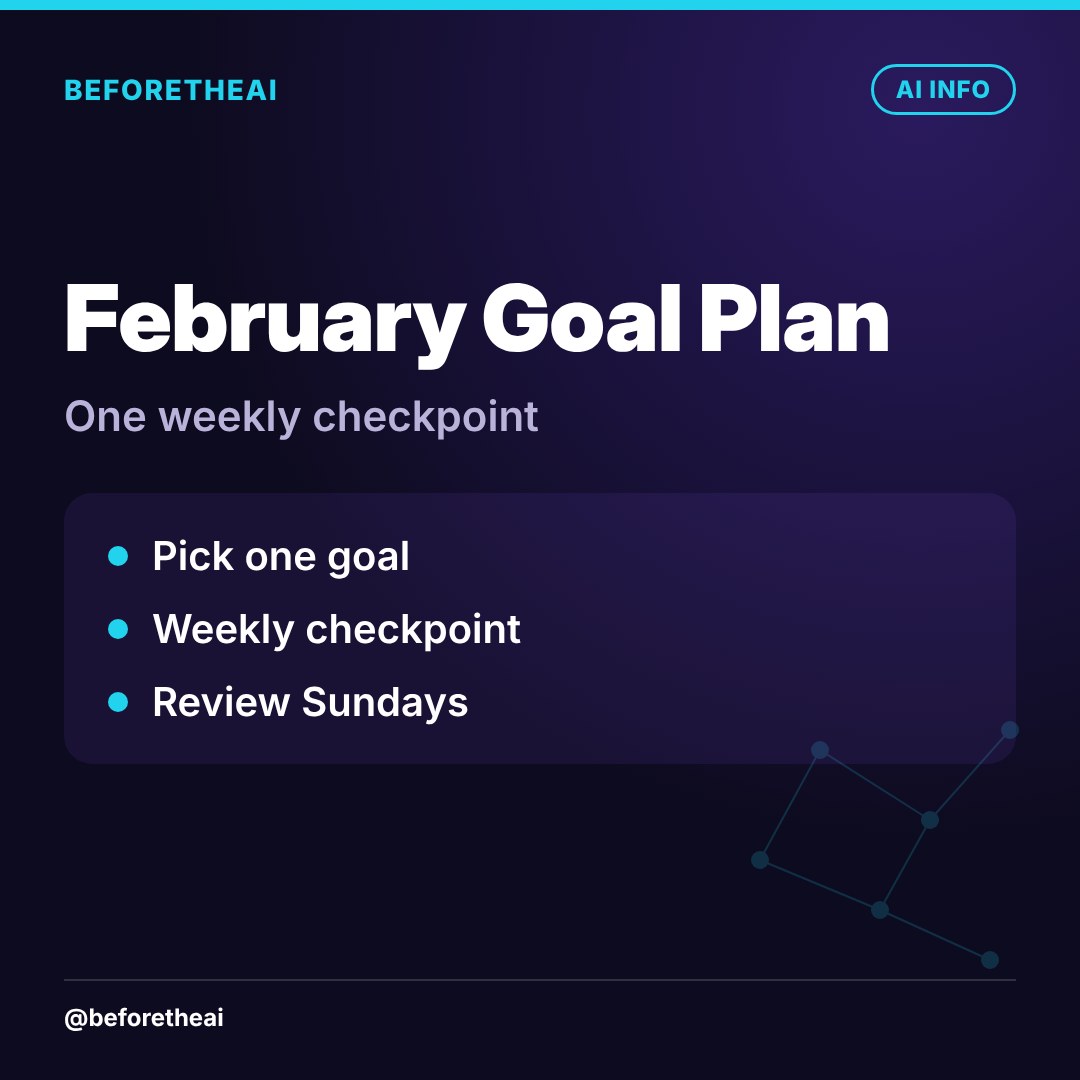 BEFORETHEAI
AI INFO
February Goal Plan
One weekly checkpoint
Pick one goal
Weekly checkpoint
Review Sundays
@beforetheai